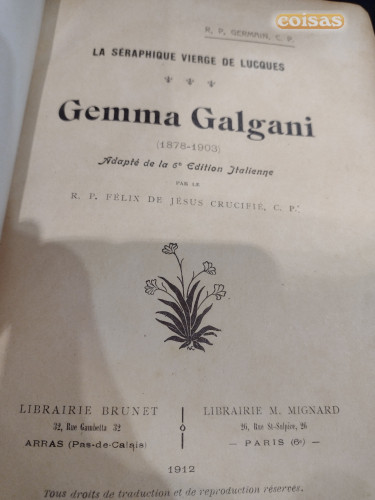 coisas
R. P. GERMAIN, C. P.
LA SÉRAPHIQUE VIERGE DE LUCQUES
Gemma Galgani
(1878-1903)
Adapté de la 6e Edition Italienne
PAR LE
R. P. FÉLIX DE JÉSUS CRUCIFIÉ, C. P.
LIBRAIRIE BRUNET
32, Rue Gambetta 32
ARRAS (Pas-de-Calais)
LIBRAIRIE M. MIGNARD
26, Rue St-Sulpice, 26
— PARIS (6e) —
1912
Tous droits de traduction et de reproduction réservés.